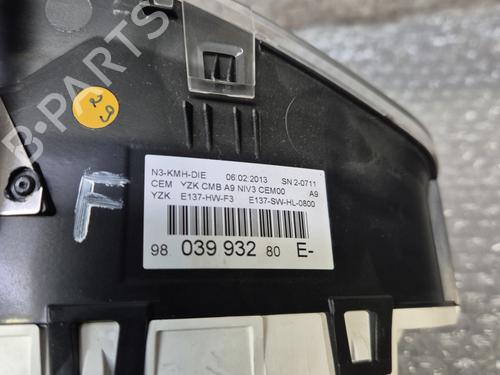 B-PARTS
29
N3-KMH-DIE 06:02:2013 SN 2-0711
CEM YZK CMB A9 NIV3 CEM00 A9
YZK E137-HW-F3 E137-SW-HL-0800
F
98 039 932 80 E-